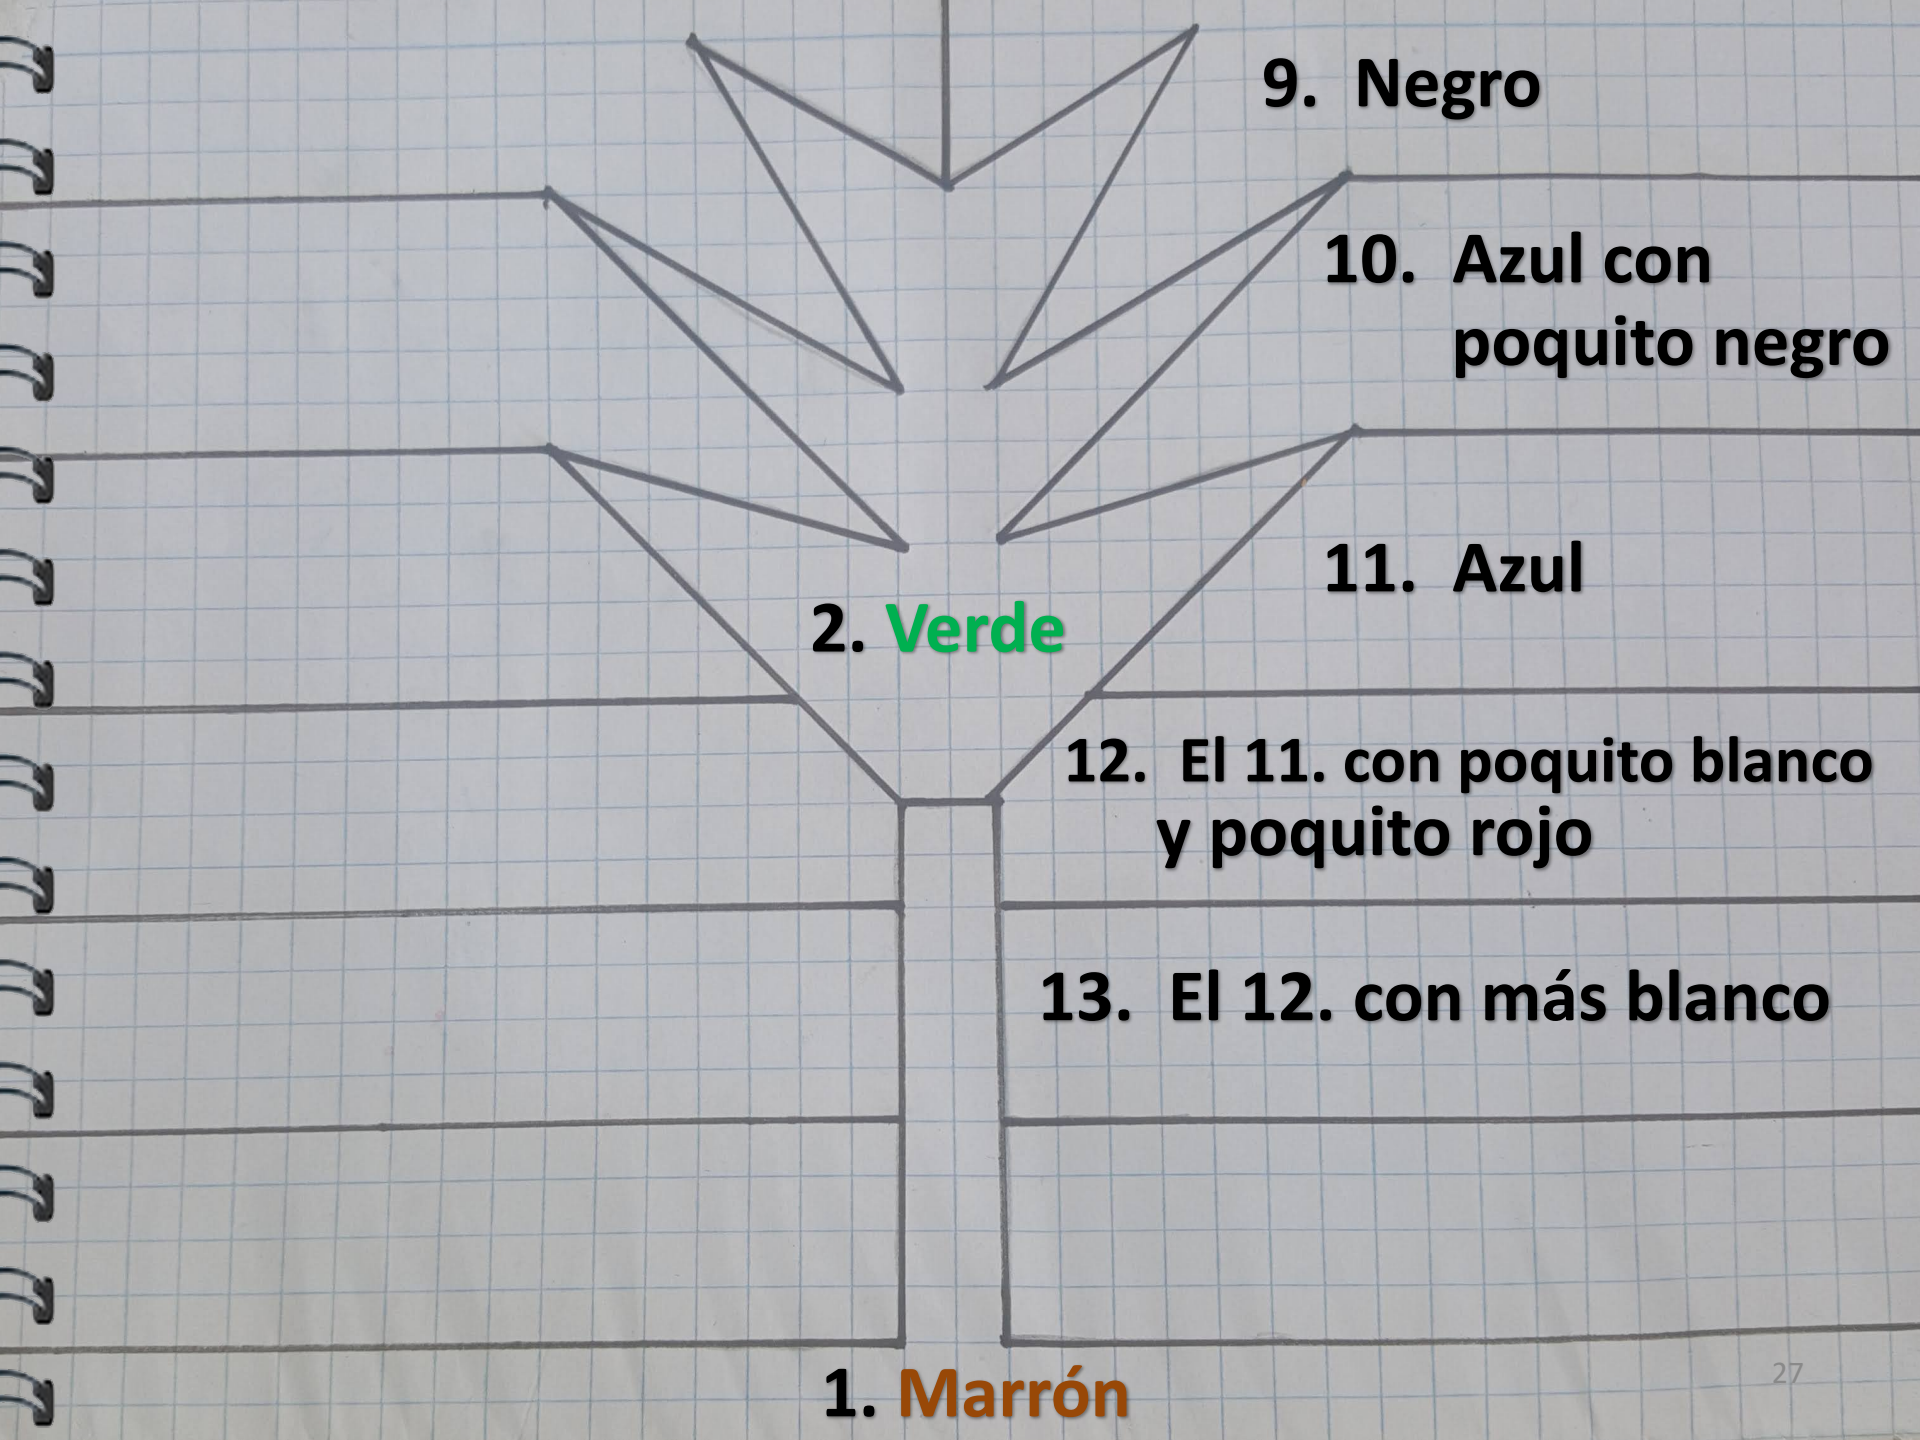 9. Negro
10. Azul con
poquito negro
11. Azul
2. Verde
12. El 11. con poquito blanco
y poquito rojo
13. El 12. con más blanco
27
1. Marrón